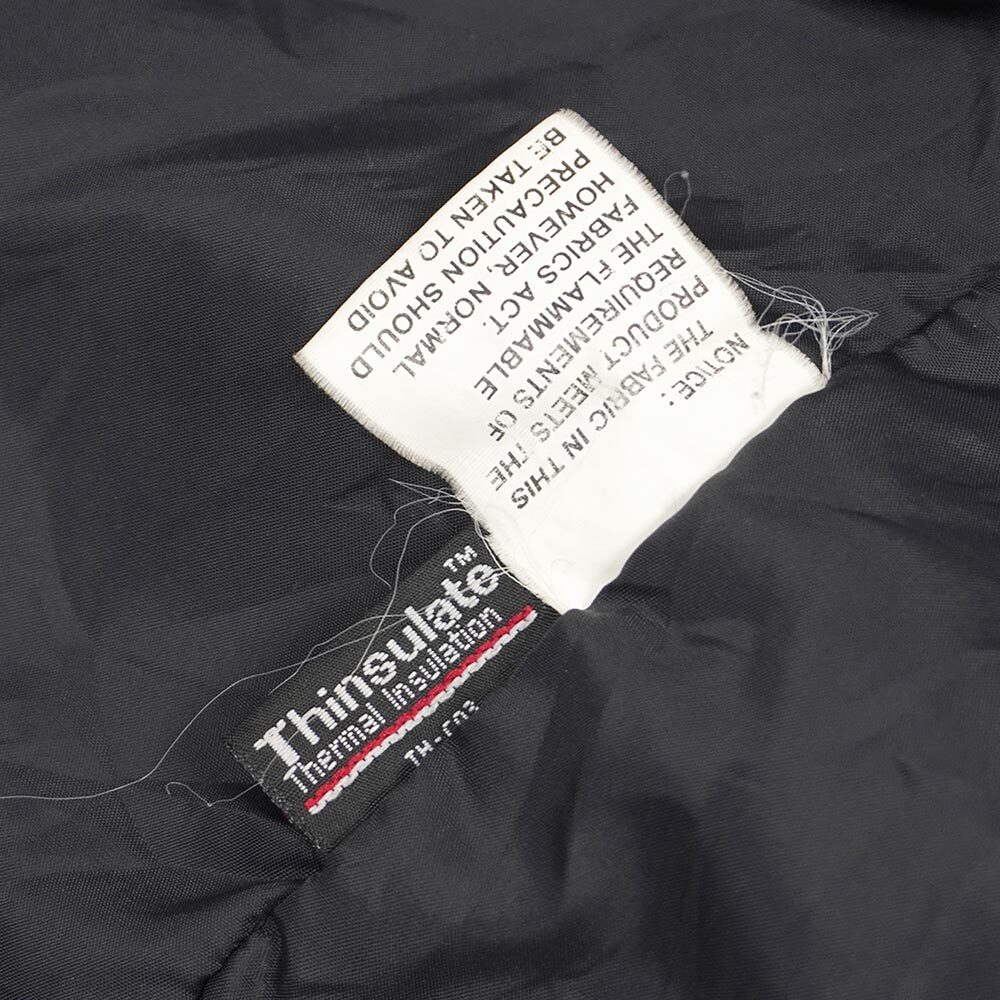 NOTICE:
THE FABRIC IN THIS
PRODUCT MEETS THE
REQUIREMENTS OF
THE FLAMMABLE
FABRICS ACT.
HOWEVER, NORMAL
PRECAUTION SHOULD
BE TAKEN TO AVOID
Thinsulate™
Thermal Insulation